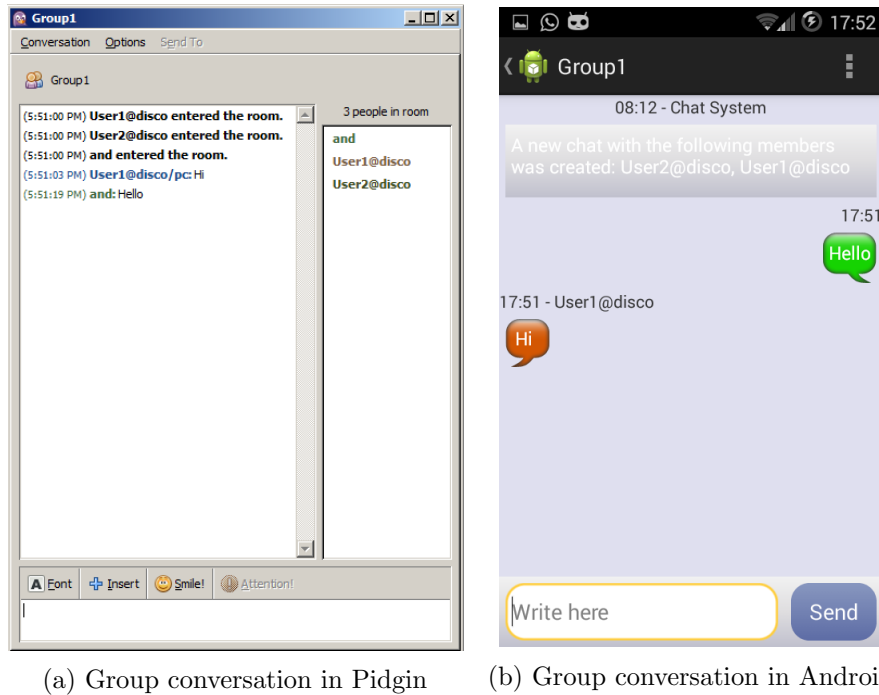 Group1
Conversation Options Send To
Group1
(5:51:00 PM) User1@disco entered the room.
(5:51:00 PM) User2@disco entered the room.
(5:51:00 PM) and entered the room.
(5:51:03 PM) User1@disco/pc: Hi
(5:51:19 PM) and: Hello
3 people in room
and
User1@disco
User2@disco
A Font Insert Smile! Attention!
(a) Group conversation in Pidgin
17:52
Group1
08:12 - Chat System
A new chat with the following members
was created: User2@disco, User1@disco
17:51
Hello
17:51 - User1@disco
Hi
Write here
Send
(b) Group conversation in Androi